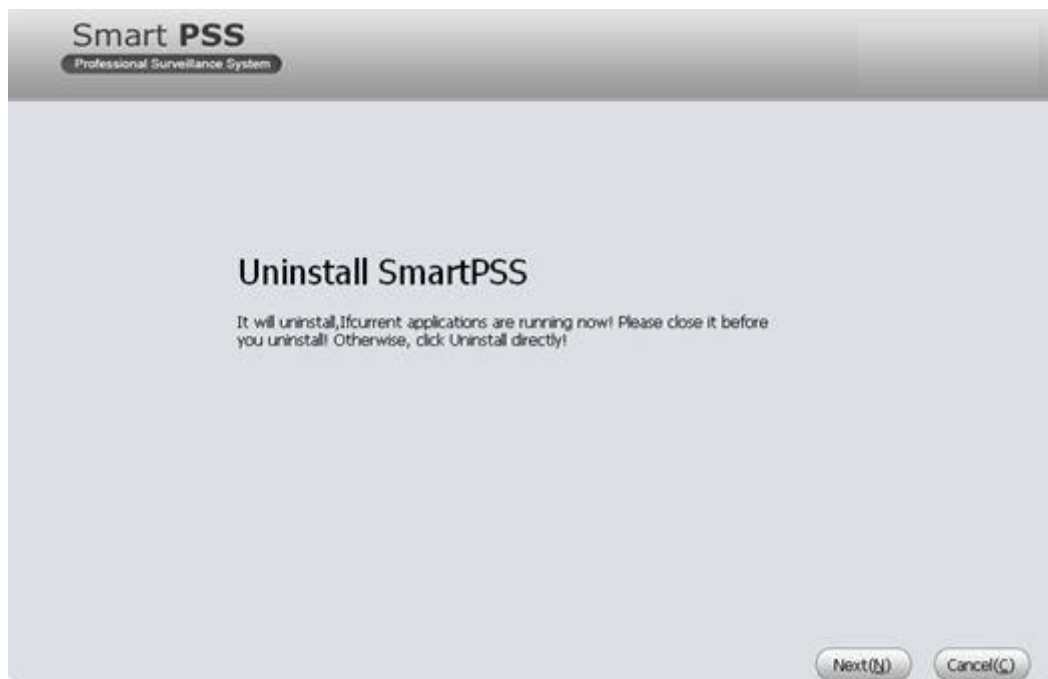 Smart PSS
Professional Surveillance System
Uninstall SmartPSS
It will uninstall,Ifcurrent applications are running now! Please close it before
you uninstall! Otherwise, click Uninstall directly!
Next(N) Cancel(C)